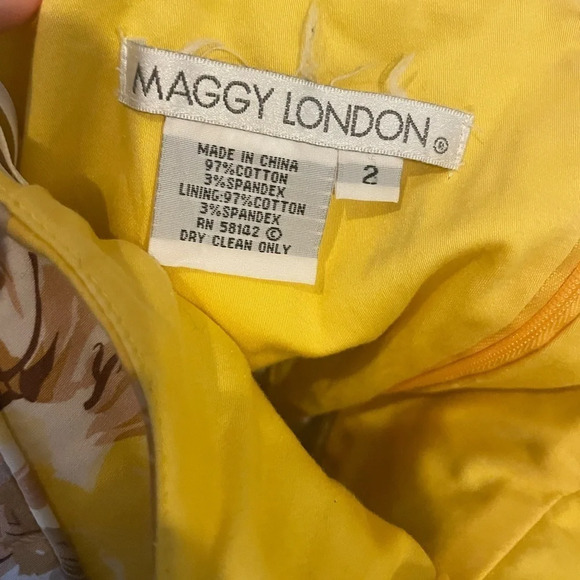 MAGGY LONDON ®
MADE IN CHINA
97%COTTON
3%SPANDEX
LINING:97%COTTON
3%SPANDEX
RN 58142 ©
DRY CLEAN ONLY
2